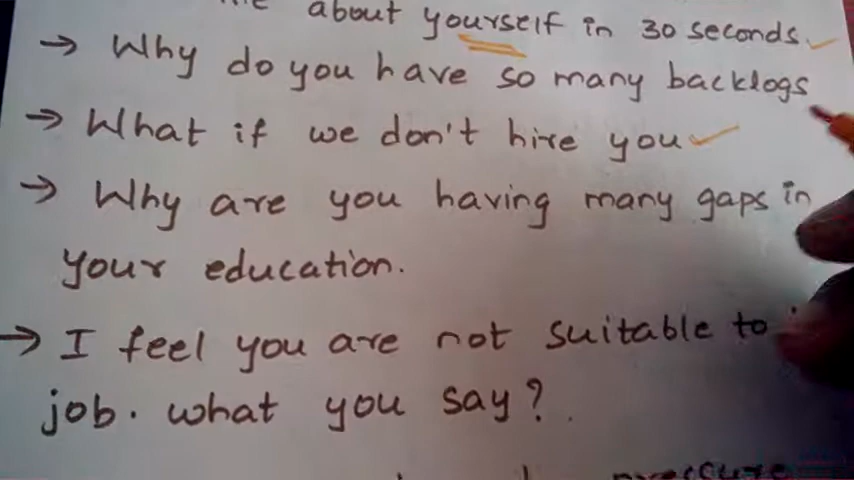 about yourself in 30 seconds.
→ Why do you have so many backlogs
→ What if we don't hire you
→ Why are you having many gaps in
your education.
→ I feel you are not suitable to
job. what you say?
pressure